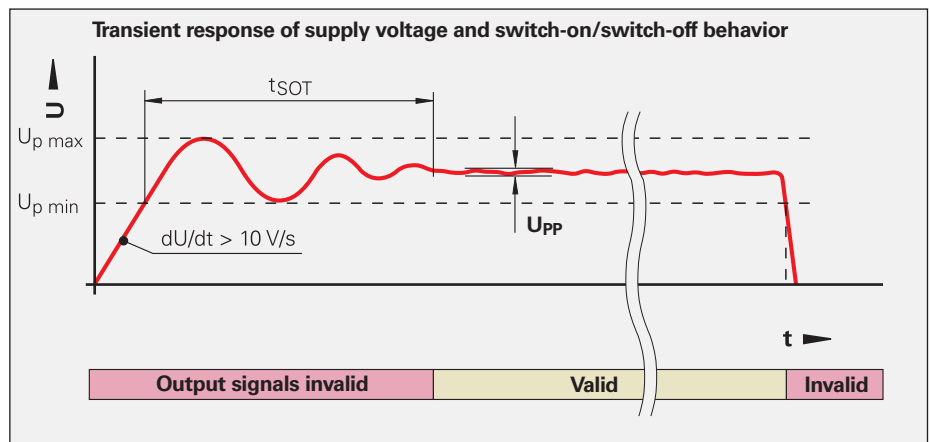 Transient response of supply voltage and switch-on/switch-off behavior
U
tSOT
Up max
Up min
UPP
dU/dt > 10 V/s
t
Output signals invalid
Valid
Invalid